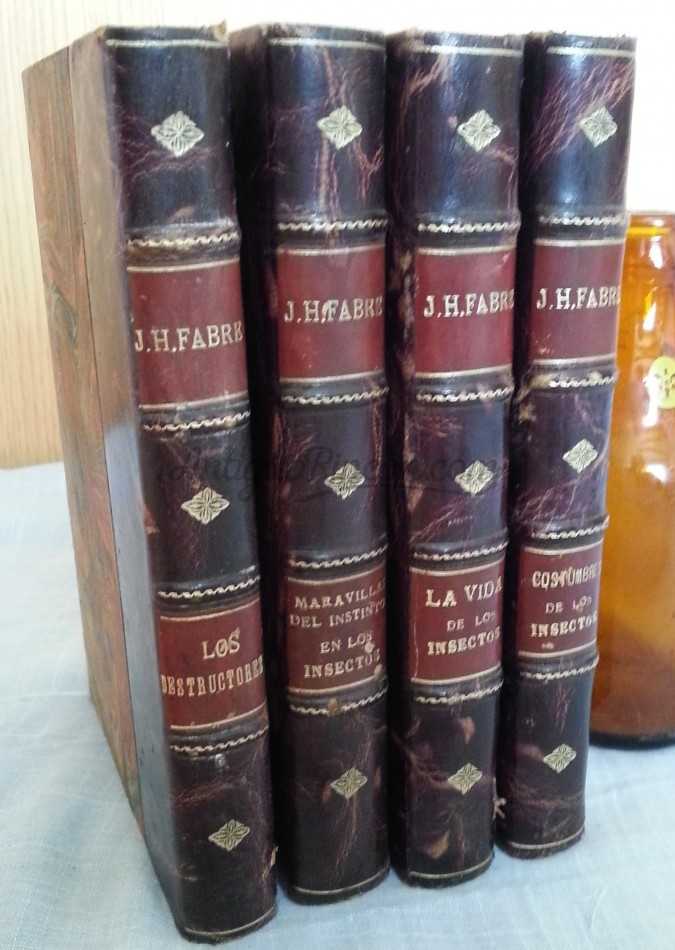 J.H.FABRE
LOS
DESTRUCTORES
J.H.FABRE
MARAVILLAS
DEL INSTINTO
EN LOS
INSECTOS
J.H.FABRE
LA VIDA
DE LOS
INSECTOS
J.H.FABRE
COSTUMBRES
DE LOS
INSECTOS